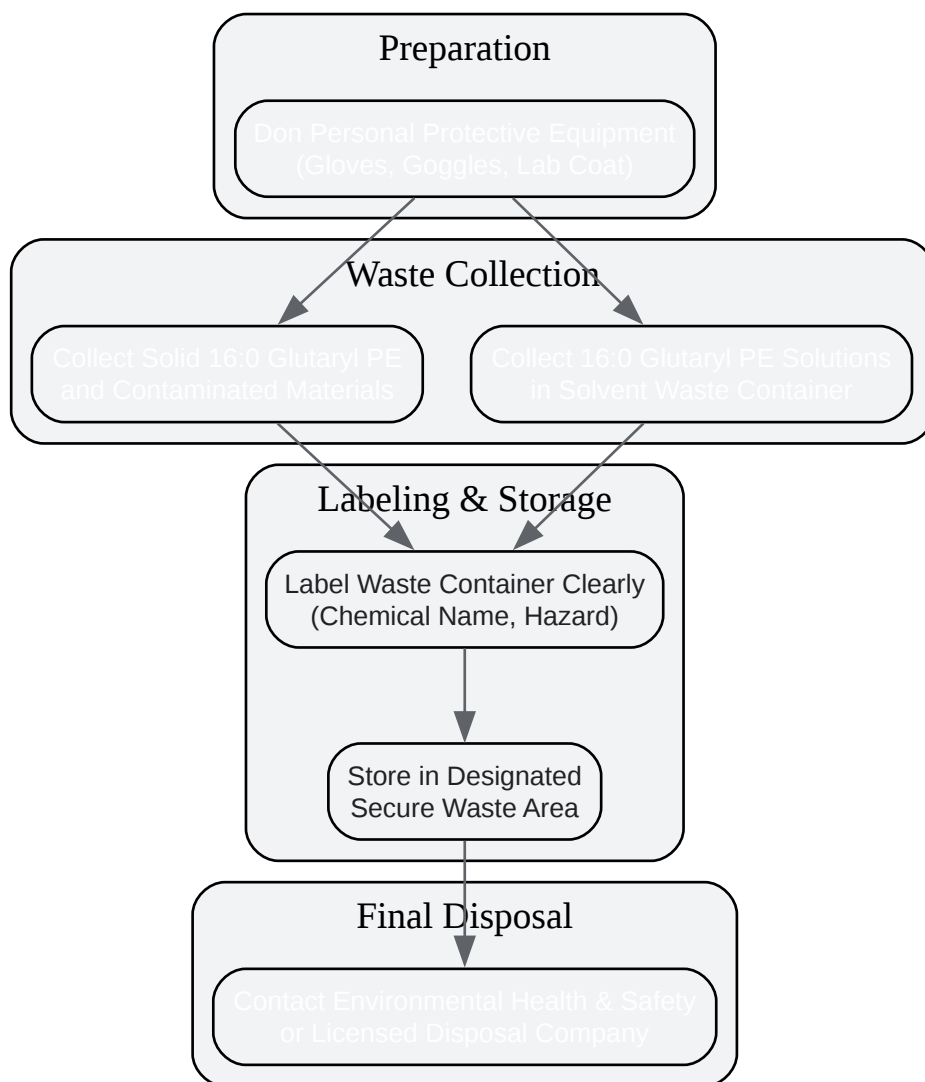 Preparation
Don Personal Protective Equipment
(Gloves, Goggles, Lab Coat)
Waste Collection
Collect Solid 16:0 Glutaryl PE
and Contaminated Materials
Collect 16:0 Glutaryl PE Solutions
in Solvent Waste Container
Labeling & Storage
Label Waste Container Clearly
(Chemical Name, Hazard)
Store in Designated
Secure Waste Area
Final Disposal
Contact Environmental Health & Safety
or Licensed Disposal Company